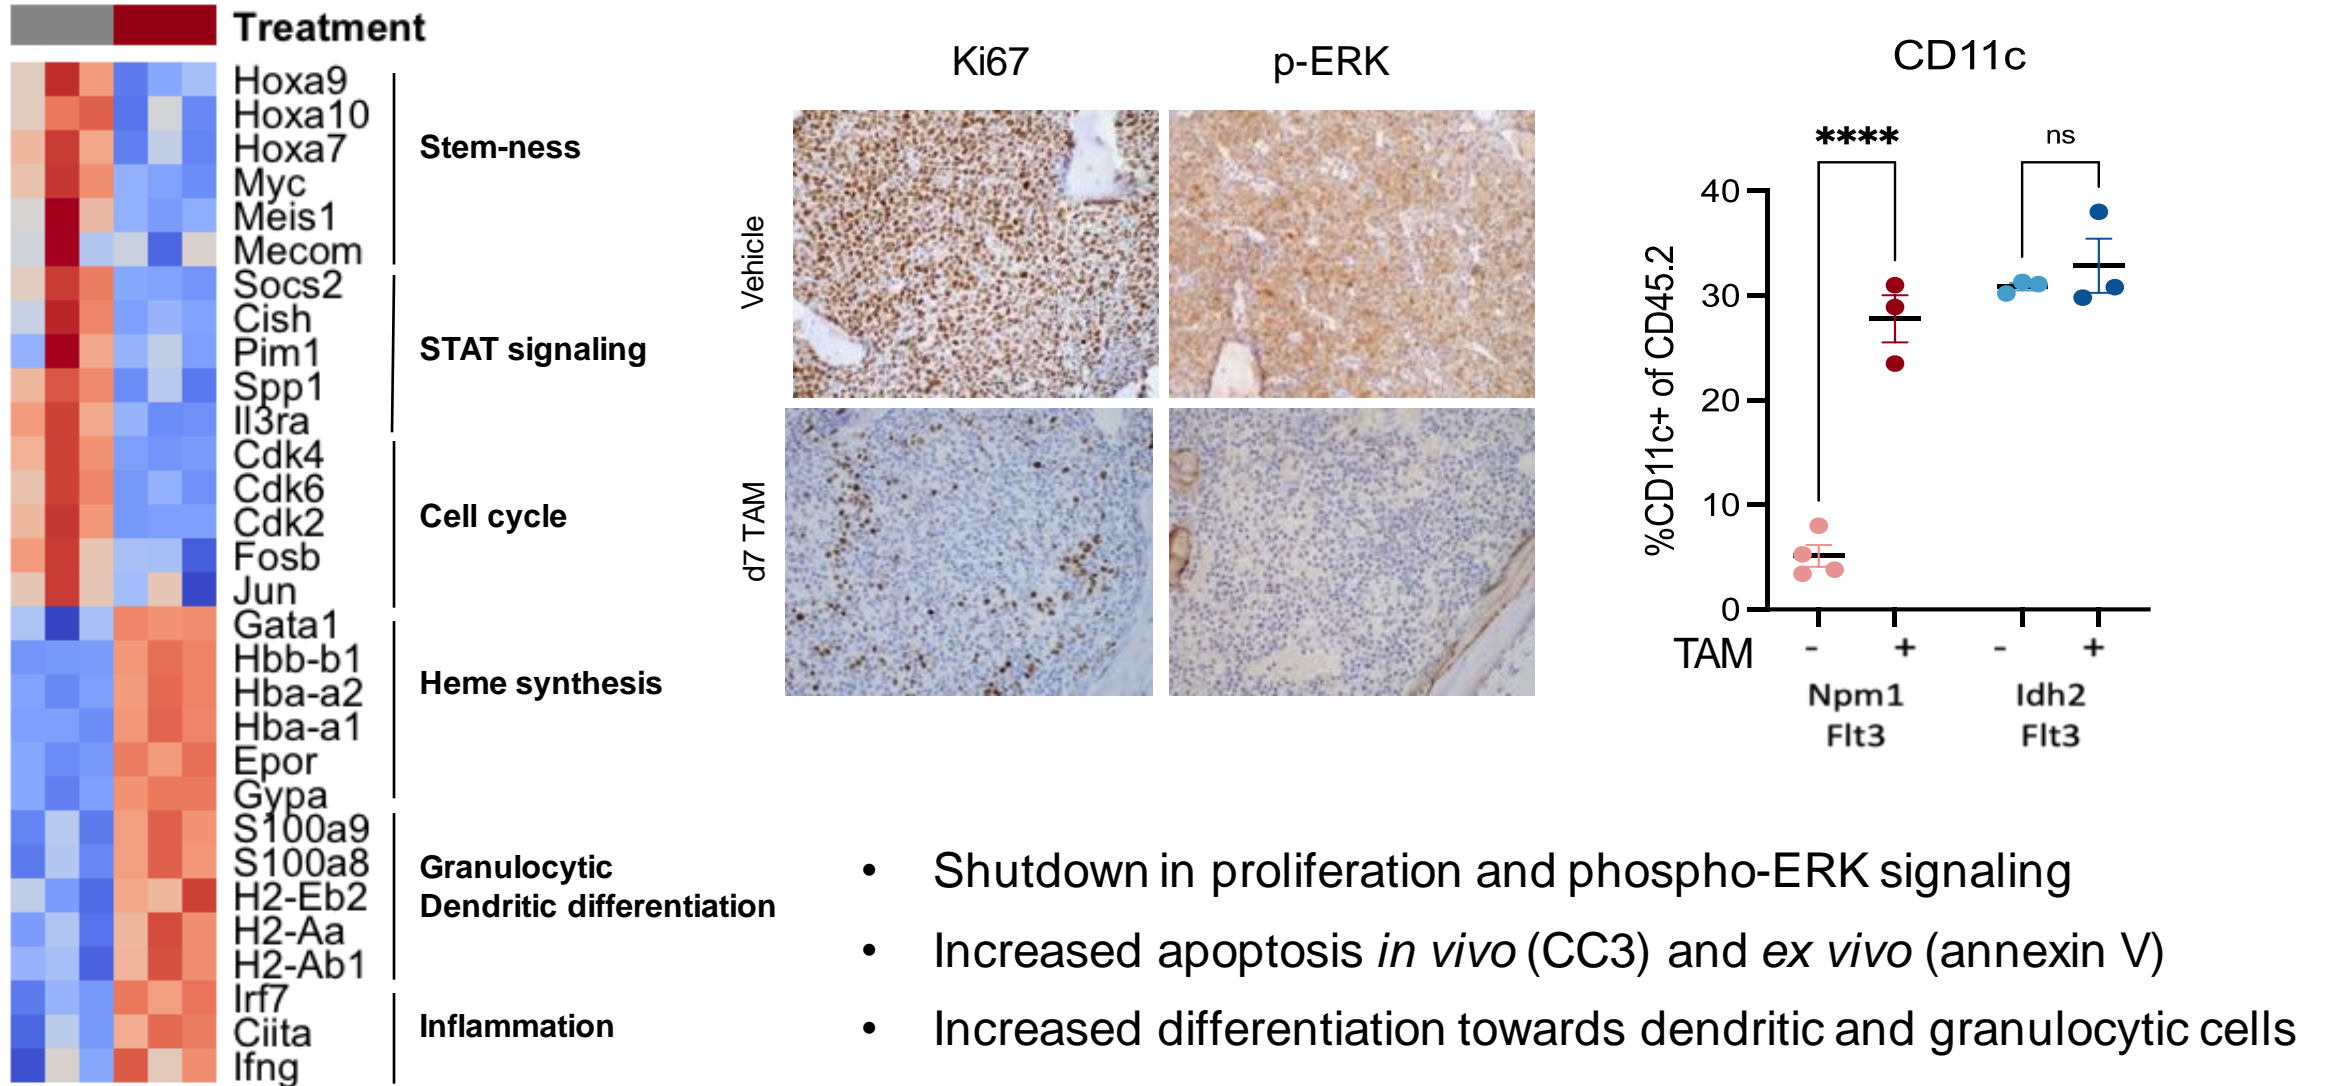 Treatment
Hoxa9
Hoxa10
Hoxa7
Myc
Meis1
Mecom
Stem-ness
Socs2
Cish
Pim1
Spp1
Il3ra
STAT signaling
Cdk4
Cdk6
Cdk2
Fosb
Jun
Cell cycle
Gata1
Hbb-b1
Hba-a2
Hba-a1
Epor
Gypa
Heme synthesis
S100a9
S100a8
H2-Eb2
H2-Aa
H2-Ab1
Granulocytic
Dendritic differentiation
Irf7
Ciita
Ifng
Inflammation
Ki67
p-ERK
Vehicle
d7 TAM
CD11c
****
ns
%CD11c+ of CD45.2
40
30
20
10
0
TAM - + - +
Npm1 Idh2
Flt3 Flt3
• Shutdown in proliferation and phospho-ERK signaling
• Increased apoptosis in vivo (CC3) and ex vivo (annexin V)
• Increased differentiation towards dendritic and granulocytic cells